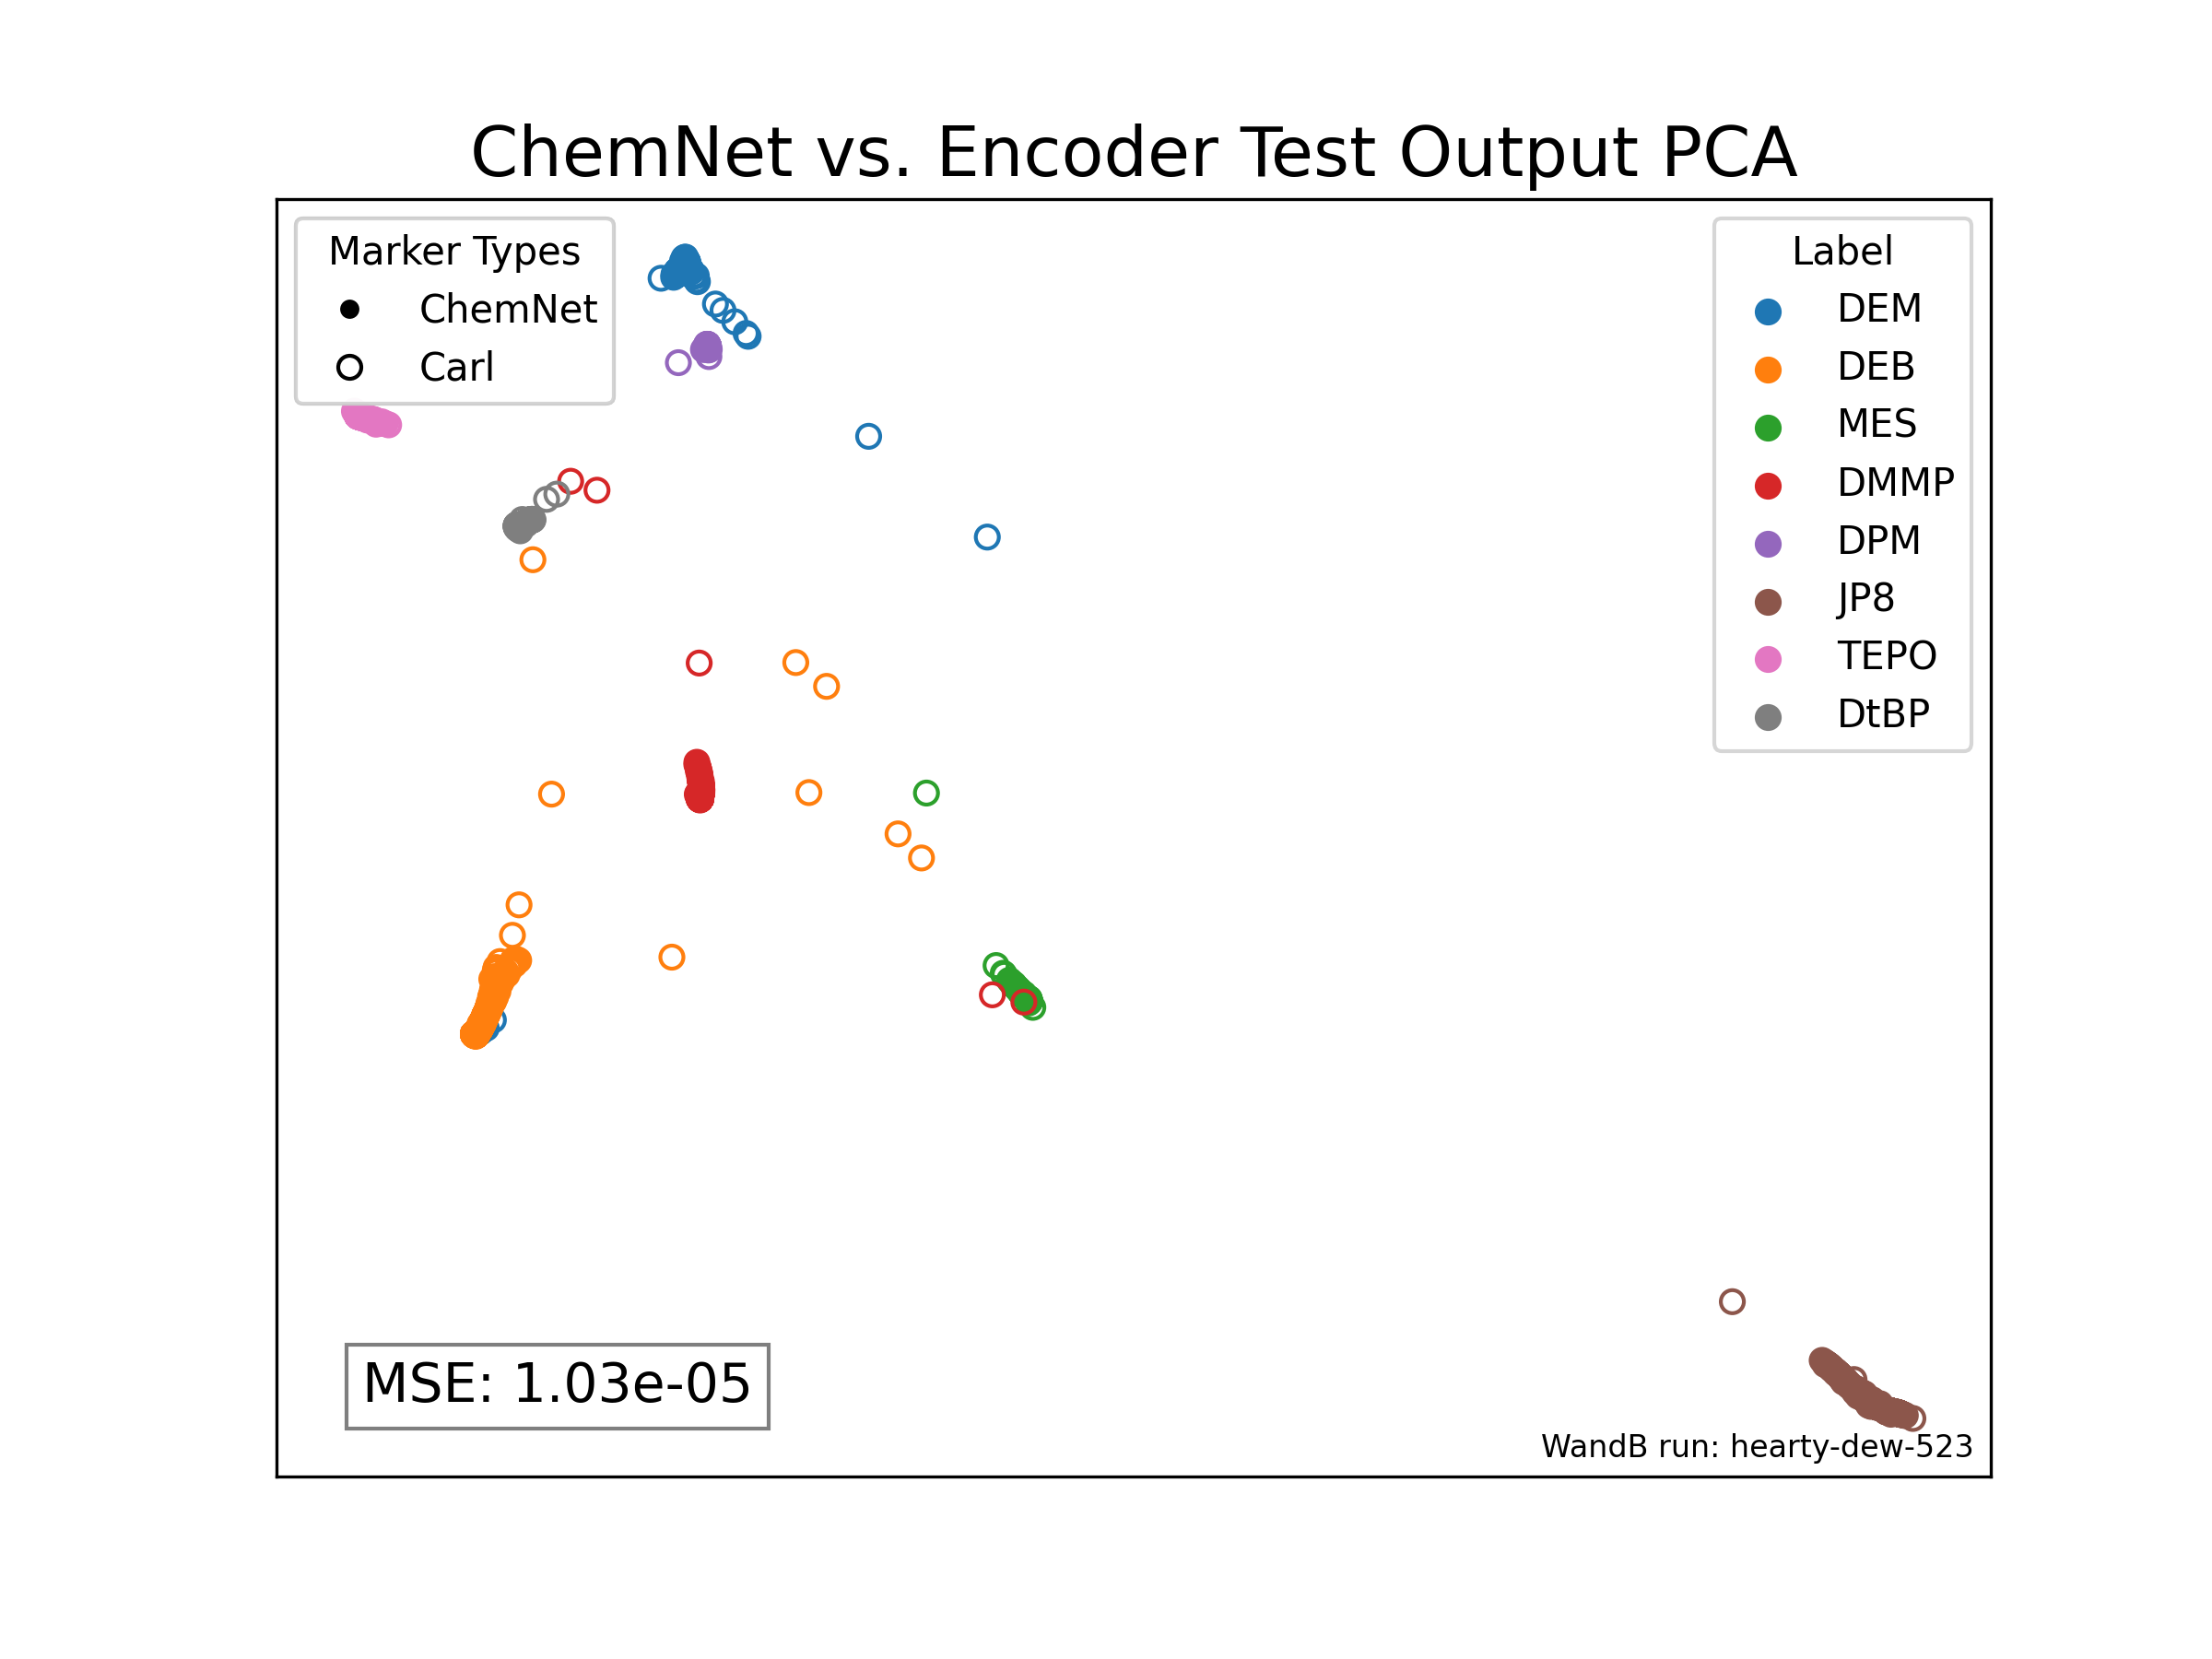 ChemNet vs. Encoder Test Output PCA
Marker Types
ChemNet
Carl
Label
DEM
DEB
MES
DMMP
DPM
JP8
TEPO
DtBP
MSE: 1.03e-05
WandB run: hearty-dew-523